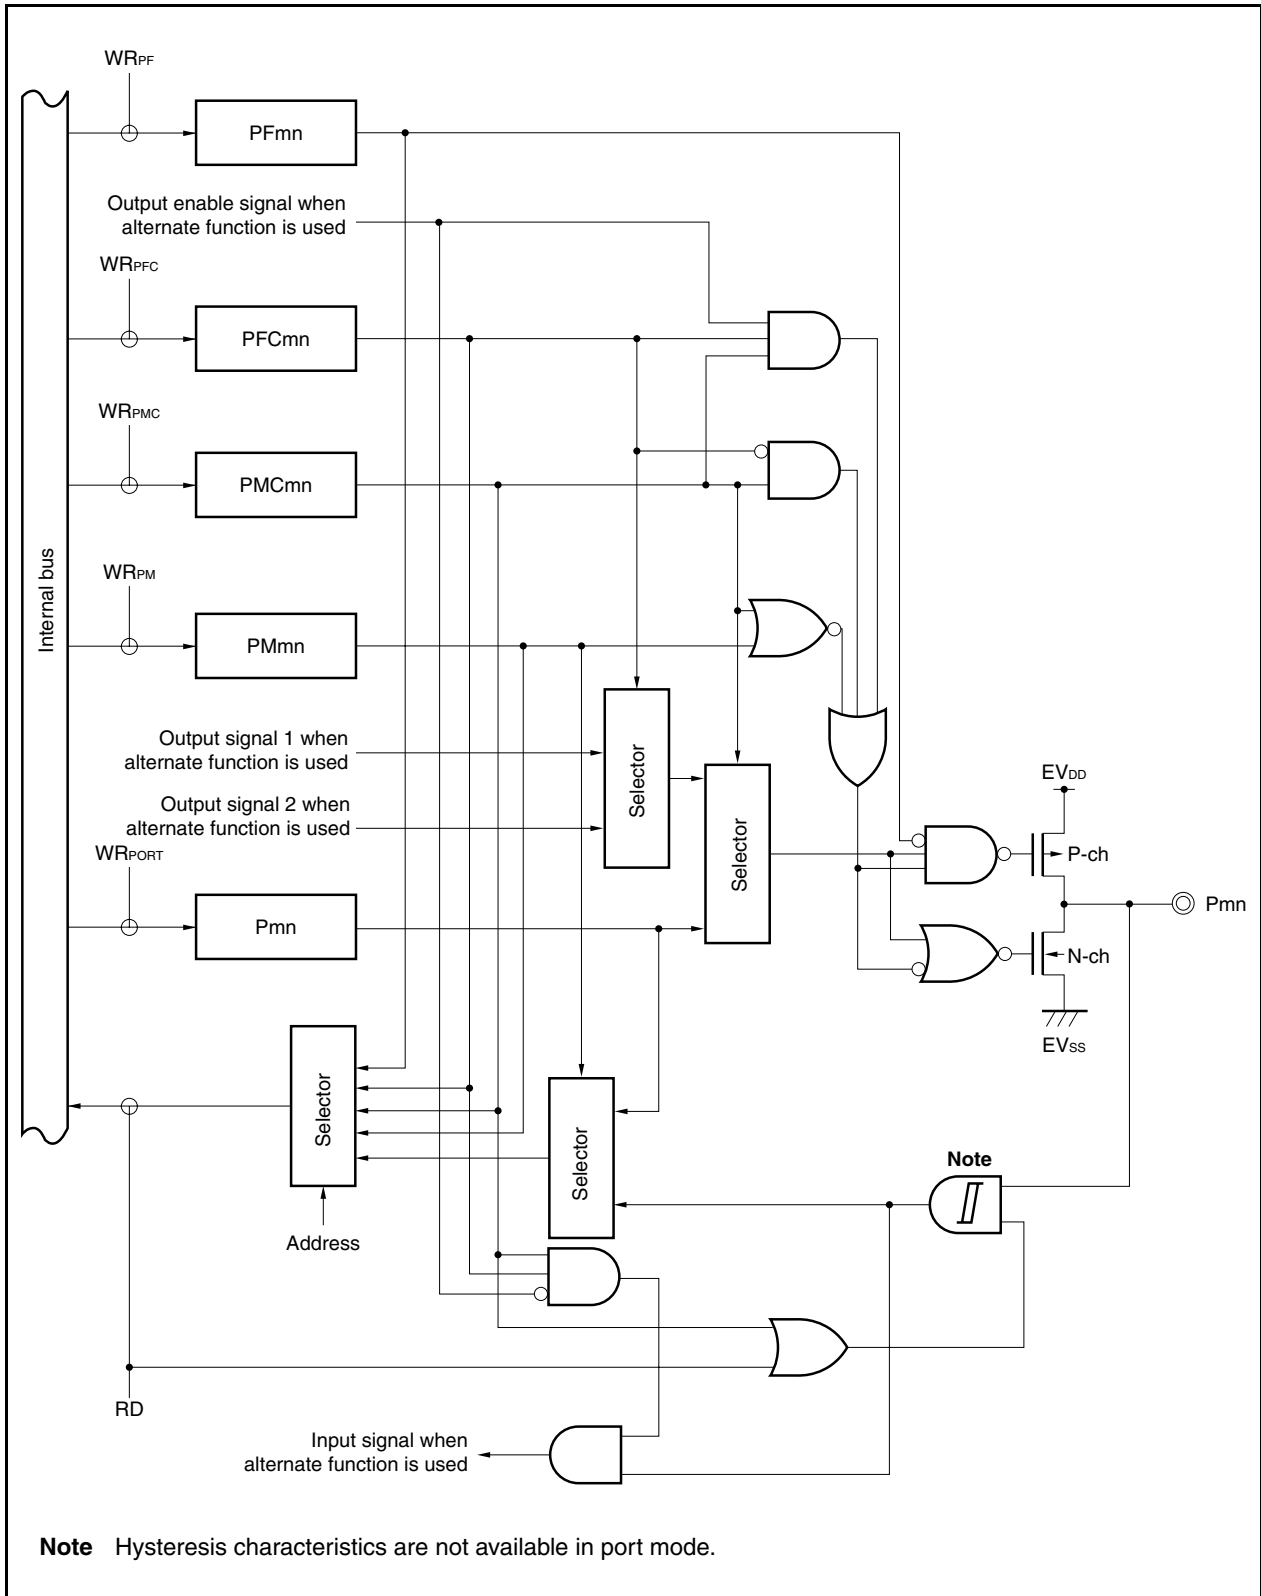 WRPF
PFmn
Output enable signal when
alternate function is used
WRPFC
PFCmn
WRPMC
PMCmn
Internal bus
WRPM
PMmn
Output signal 1 when
alternate function is used
Output signal 2 when
alternate function is used
Selector
Selector
EVDD
P-ch
WRPORT
Pmn
Pmn
N-ch
EVSS
Selector
Selector
Note
Address
RD
Input signal when
alternate function is used
Note Hysteresis characteristics are not available in port mode.